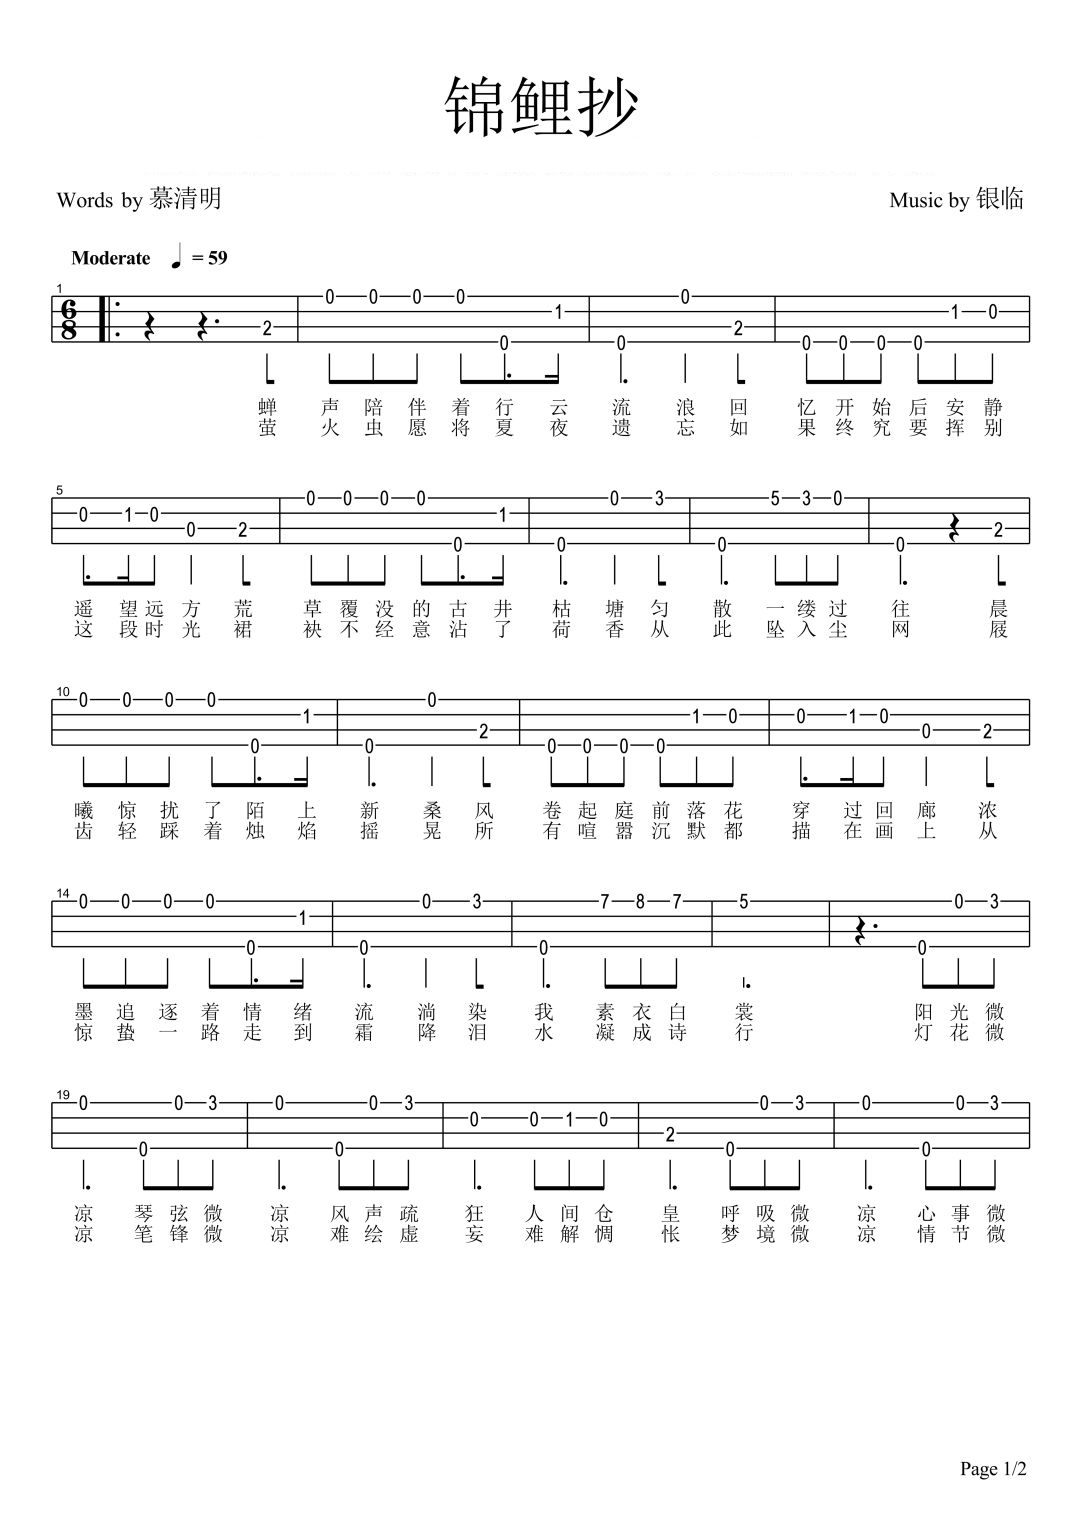 锦鲤抄
Words by 慕清明
Music by 银临
Moderate ♩ = 59
1
6
8
2 0 0 0 0 0 1 0 0 2 0 0 0 0 1 0
蝉 声 陪 伴 着 行 云 流 浪 回 忆 开 始 后 安 静
萤 火 虫 愿 将 夏 夜 遗 忘 如 果 终 究 要 挥 别
5
0 1 0 0 2 0 0 0 0 0 1 0 0 3 0 5 3 0 0 2
遥 望 远 方 荒 草 覆 没 的 古 井 枯 塘 匀 散 一 缕 过 往 晨
这 段 时 光 裙 袂 不 经 意 沾 了 荷 香 从 此 坠 入 尘 网 屐
10
0 0 0 0 0 1 0 0 2 0 0 0 0 1 0 0 1 0 0 2
曦 惊 扰 了 陌 上 新 桑 风 卷 起 庭 前 落 花 穿 过 回 廊 浓
齿 轻 踩 着 烛 焰 摇 晃 所 有 喧 嚣 沉 默 都 描 在 画 上 从
14
0 0 0 0 0 1 0 0 3 0 7 8 7 5 0 0 3
墨 追 逐 着 情 绪 流 淌 染 我 素 衣 白 裳 阳 光 微
惊 蛰 一 路 走 到 霜 降 泪 水 凝 成 诗 行 灯 花 微
19
0 0 0 3 0 0 0 3 0 0 1 0 2 0 0 3 0 0 0 3
凉 琴 弦 微 凉 风 声 疏 狂 人 间 仓 皇 呼 吸 微 凉 心 事 微
凉 笔 锋 微 凉 难 绘 虚 妄 难 解 惆 怅 梦 境 微 凉 情 节 微
Page 1/2